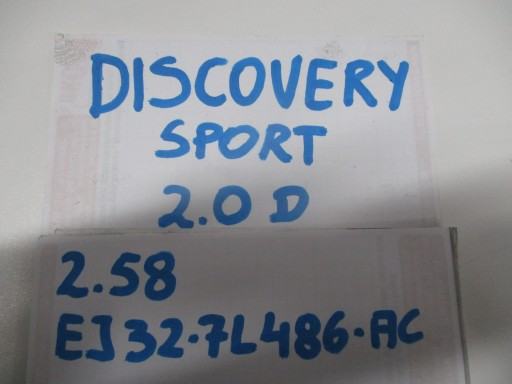 DISCOVERY
SPORT
2.0 D
2.58
EJ32-7L486-AC